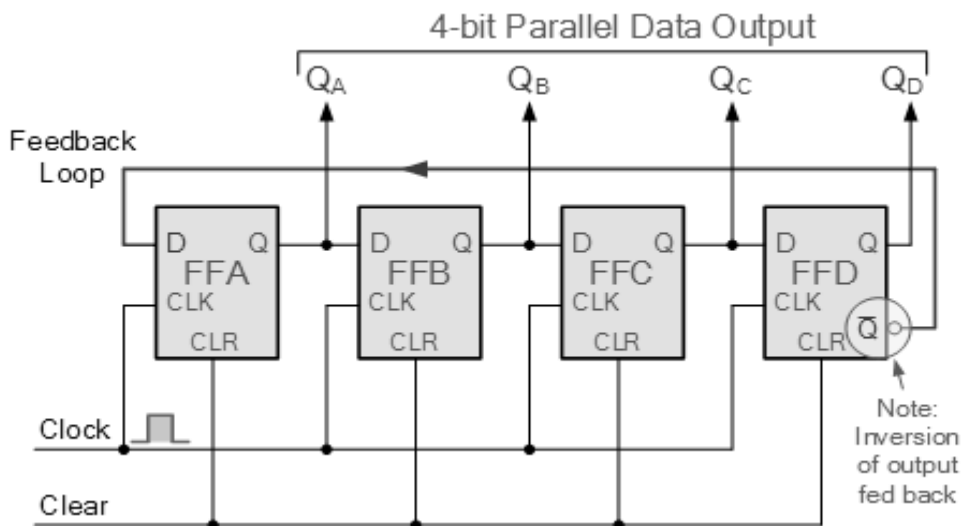 4-bit Parallel Data Output
QA QB QC QD
Feedback
Loop
D Q D Q D Q D Q
FFA FFB FFC FFD
CLK CLK CLK CLK
CLR CLR CLR CLR Q̅
Clock
Clear
Note:
Inversion
of output
fed back